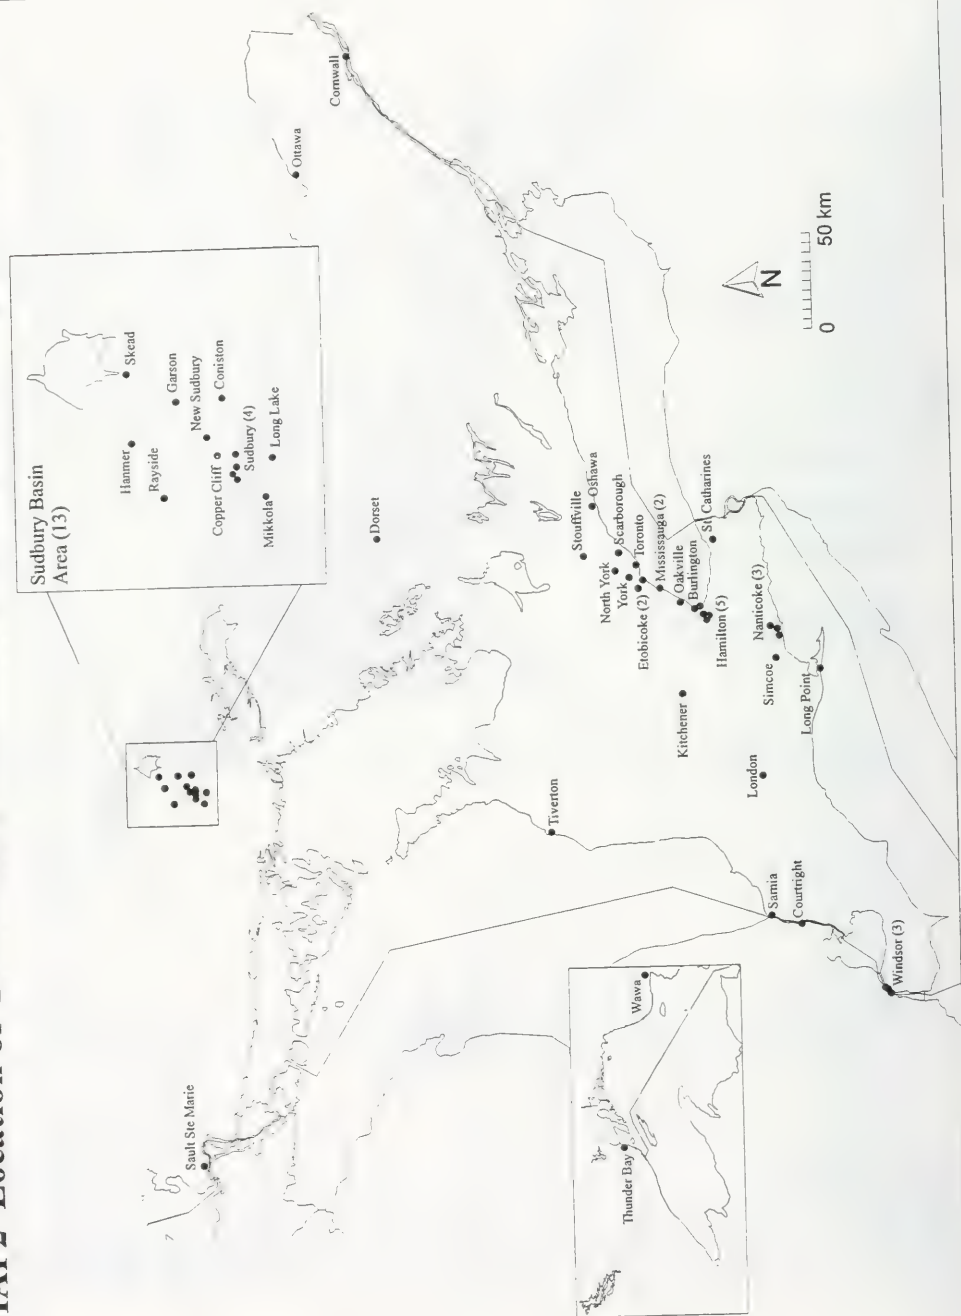 Cornwall
Ottawa
Sudbury Basin
Area (13)
Skead
Hanmer
Garson
Rayside
New Sudbury
Copper Cliff
Coniston
Sudbury (4)
Long Lake
Mikkola
Dorset
Sault Ste Marie
Stouffville
Oshawa
North York
Scarborough
York
Toronto
Etobicoke (2)
Mississauga (2)
Oakville
Burlington
St. Catharines
Hamilton (5)
Kitchener
Nanticoke (3)
Simcoe
Long Point
London
Tiverton
Sarnia
Courtright
Windsor (3)
Wawa
Thunder Bay
N
0
50 km